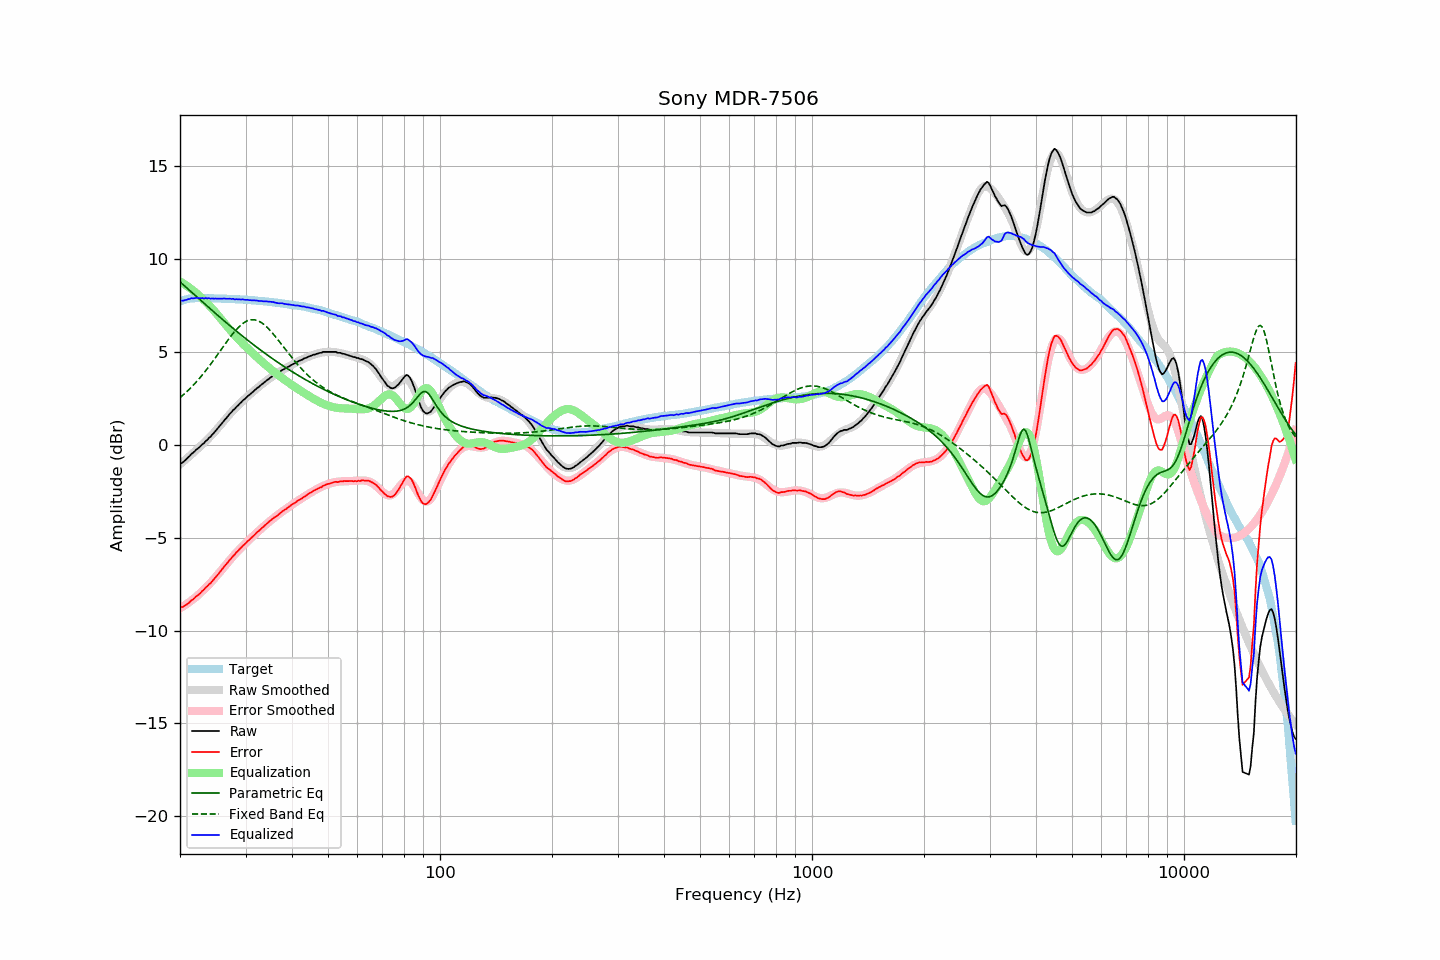 Sony MDR-7506
15
10
5
0
−5
−10
−15
−20
Amplitude (dBr)
Target
Raw Smoothed
Error Smoothed
Raw
Error
Equalization
Parametric Eq
Fixed Band Eq
Equalized
100
1000
10000
Frequency (Hz)